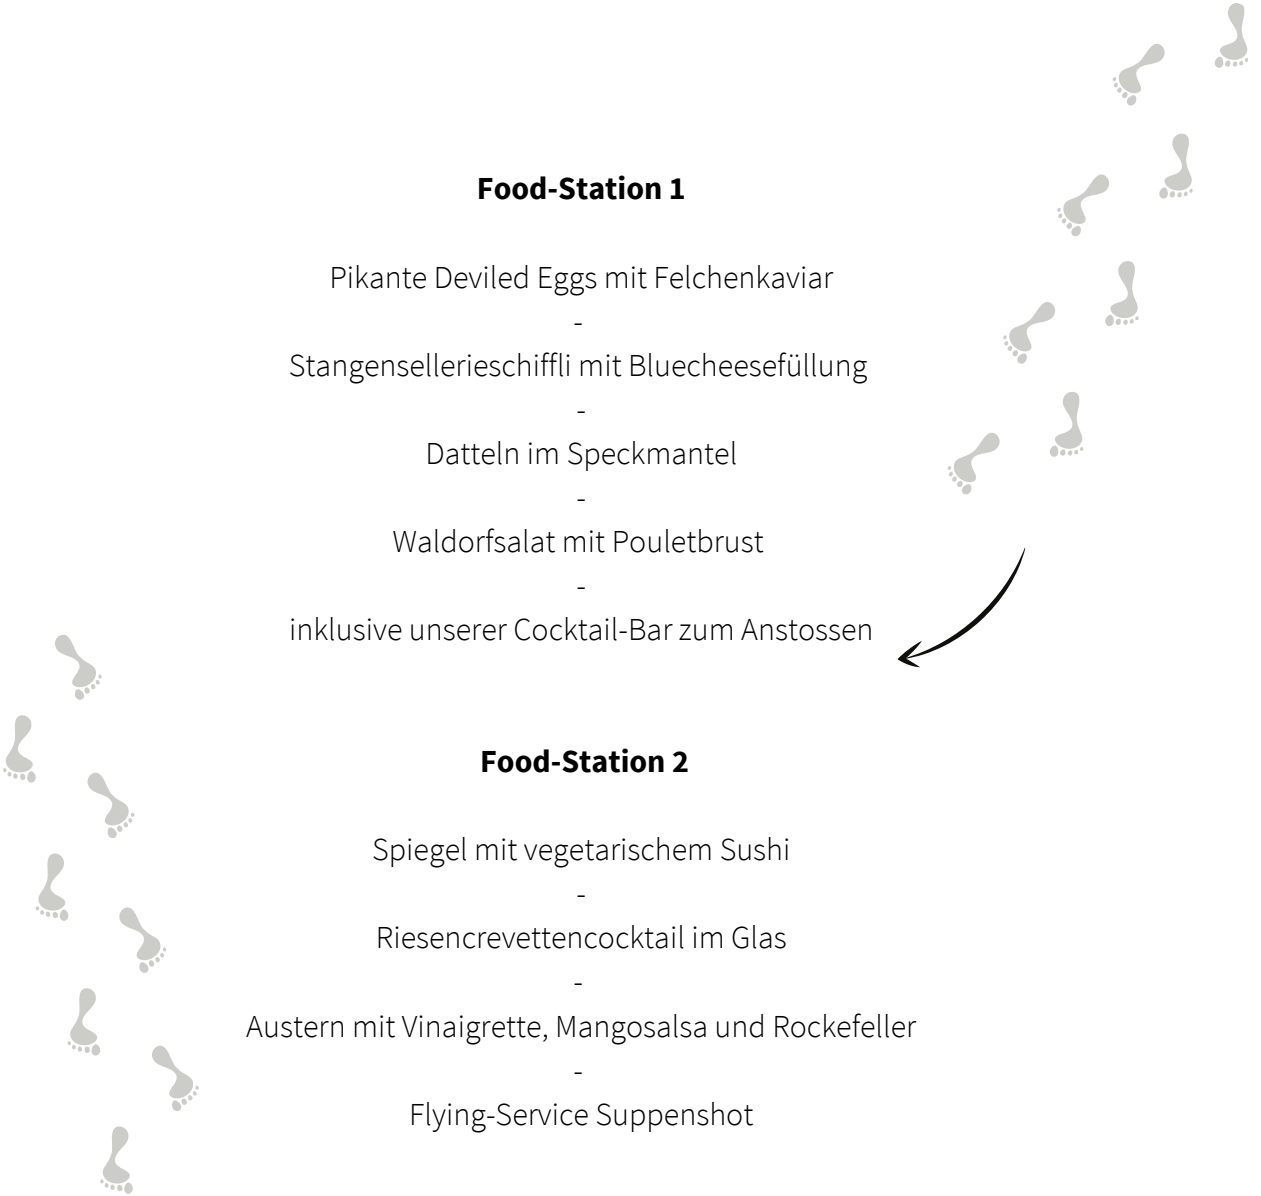 Food-Station 1
Pikante Deviled Eggs mit Felchenkaviar
-
Stangensellerieschiffli mit Bluecheesefüllung
-
Datteln im Speckmantel
-
Waldorfsalat mit Pouletbrust
-
inklusive unserer Cocktail-Bar zum Anstossen
Food-Station 2
Spiegel mit vegetarischem Sushi
-
Riesencrevettencocktail im Glas
-
Austern mit Vinaigrette, Mangosalsa und Rockefeller
-
Flying-Service Suppenshot